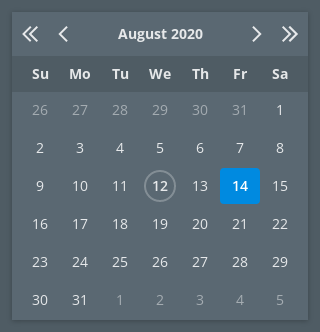 August 2020
Su Mo Tu We Th Fr Sa
26 27 28 29 30 31 1
2 3 4 5 6 7 8
9 10 11 12 13 14 15
16 17 18 19 20 21 22
23 24 25 26 27 28 29
30 31 1 2 3 4 5